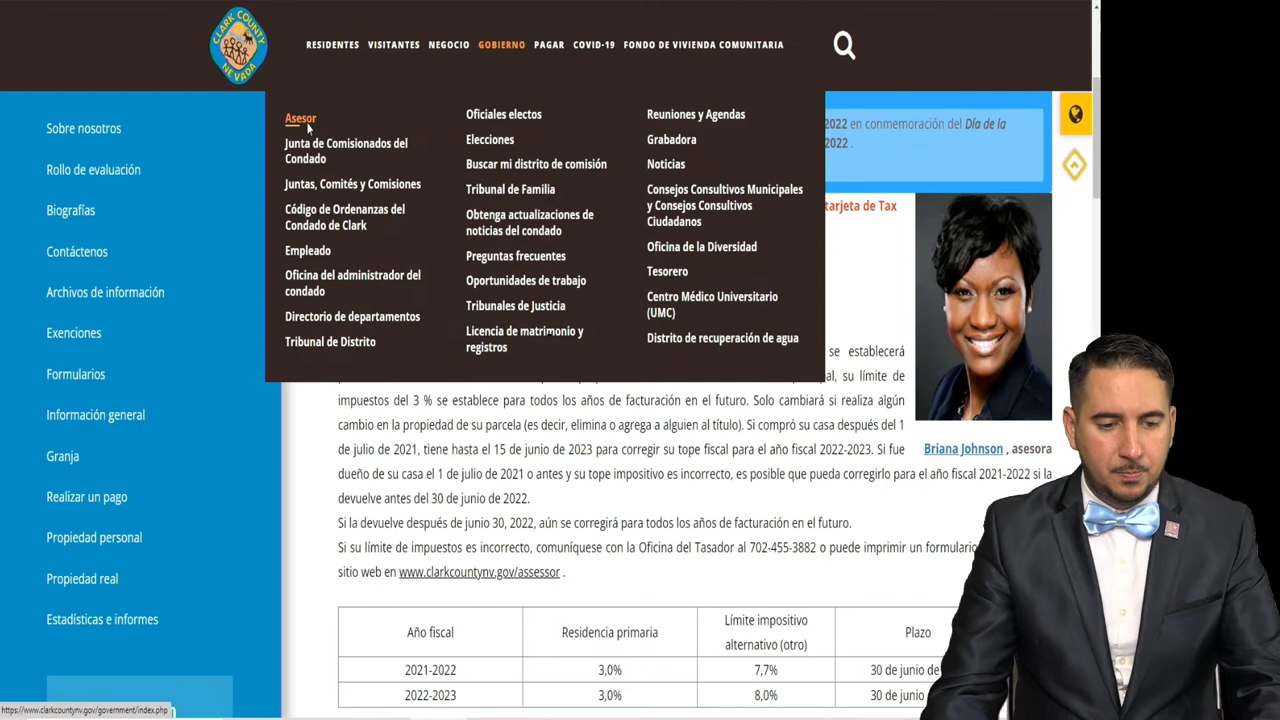 CLARK COUNTY
NEVADA
RESIDENTES VISITANTES NEGOCIO GOBIERNO PAGAR COVID-19 FONDO DE VIVIENDA COMUNITARIA
Sobre nosotros
Rollo de evaluación
Biografías
Contáctenos
Archivos de información
Exenciones
Formularios
Información general
Granja
Realizar un pago
Propiedad personal
Propiedad real
Estadísticas e informes
Asesor
Junta de Comisionados del
Condado
Juntas, Comités y Comisiones
Código de Ordenanzas del
Condado de Clark
Empleado
Oficina del administrador del
condado
Directorio de departamentos
Tribunal de Distrito
Oficiales electos
Elecciones
Buscar mi distrito de comisión
Tribunal de Familia
Obtenga actualizaciones de
noticias del condado
Preguntas frecuentes
Oportunidades de trabajo
Tribunales de Justicia
Licencia de matrimonio y
registros
Reuniones y Agendas
Grabadora
Noticias
Consejos Consultivos Municipales
y Consejos Consultivos
Ciudadanos
Oficina de la Diversidad
Tesorero
Centro Médico Universitario
(UMC)
Distrito de recuperación de agua
2022 en conmemoración del Día de la
2022 .
tarjeta de Tax
se establecerá
su límite de
impuestos del 3 % se establece para todos los años de facturación en el futuro. Solo cambiará si realiza algún
cambio en la propiedad de su parcela (es decir, elimina o agrega a alguien al título). Si compró su casa después del 1
de julio de 2021, tiene hasta el 15 de junio de 2023 para corregir su tope fiscal para el año fiscal 2022-2023. Si fue
dueño de su casa el 1 de julio de 2021 o antes y su tope impositivo es incorrecto, es posible que pueda corregirlo para el año fiscal 2021-2022 si la
devuelve antes del 30 de junio de 2022.
Briana Johnson , asesora
Si la devuelve después de junio 30, 2022, aún se corregirá para todos los años de facturación en el futuro.
Si su límite de impuestos es incorrecto, comuníquese con la Oficina del Tasador al 702-455-3882 o puede imprimir un formulario
sitio web en www.clarkcountynv.gov/assessor .
Año fiscal Residencia primaria Límite impositivo alternativo (otro) Plazo
2021-2022 3,0% 7,7% 30 de junio de
2022-2023 3,0% 8,0% 30 de junio
https://www.clarkcountynv.gov/government/index.php